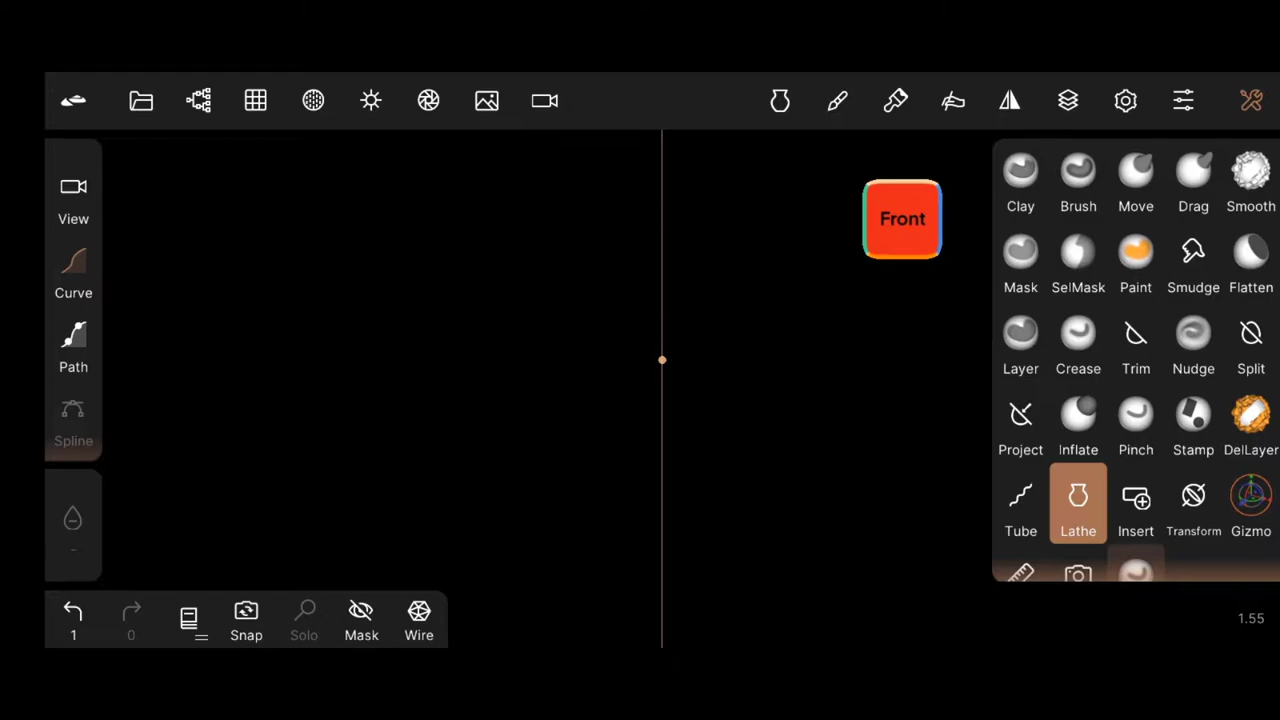 View
Curve
Path
Spline
-
Front
Clay Brush Move Drag Smooth
Mask SelMask Paint Smudge Flatten
Layer Crease Trim Nudge Split
Project Inflate Pinch Stamp DelLayer
Tube Lathe Insert Transform Gizmo
1 0 Snap Solo Mask Wire
1.55